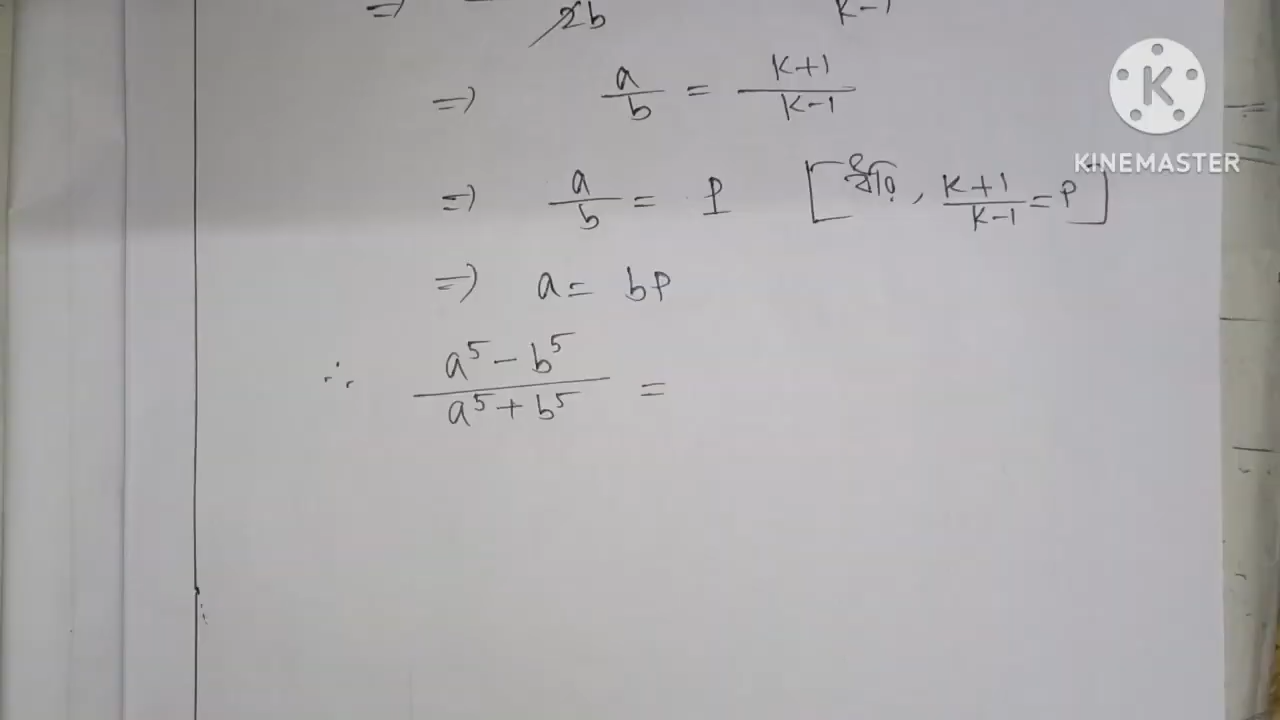 ⇒ 2b K-1
⇒ a/b = K+1/K-1
⇒ a/b = P [ধরি, K+1/K-1 = P]
⇒ a = bP
∴ a⁵ - b⁵/a⁵ + b⁵ =
K
KINEMASTER